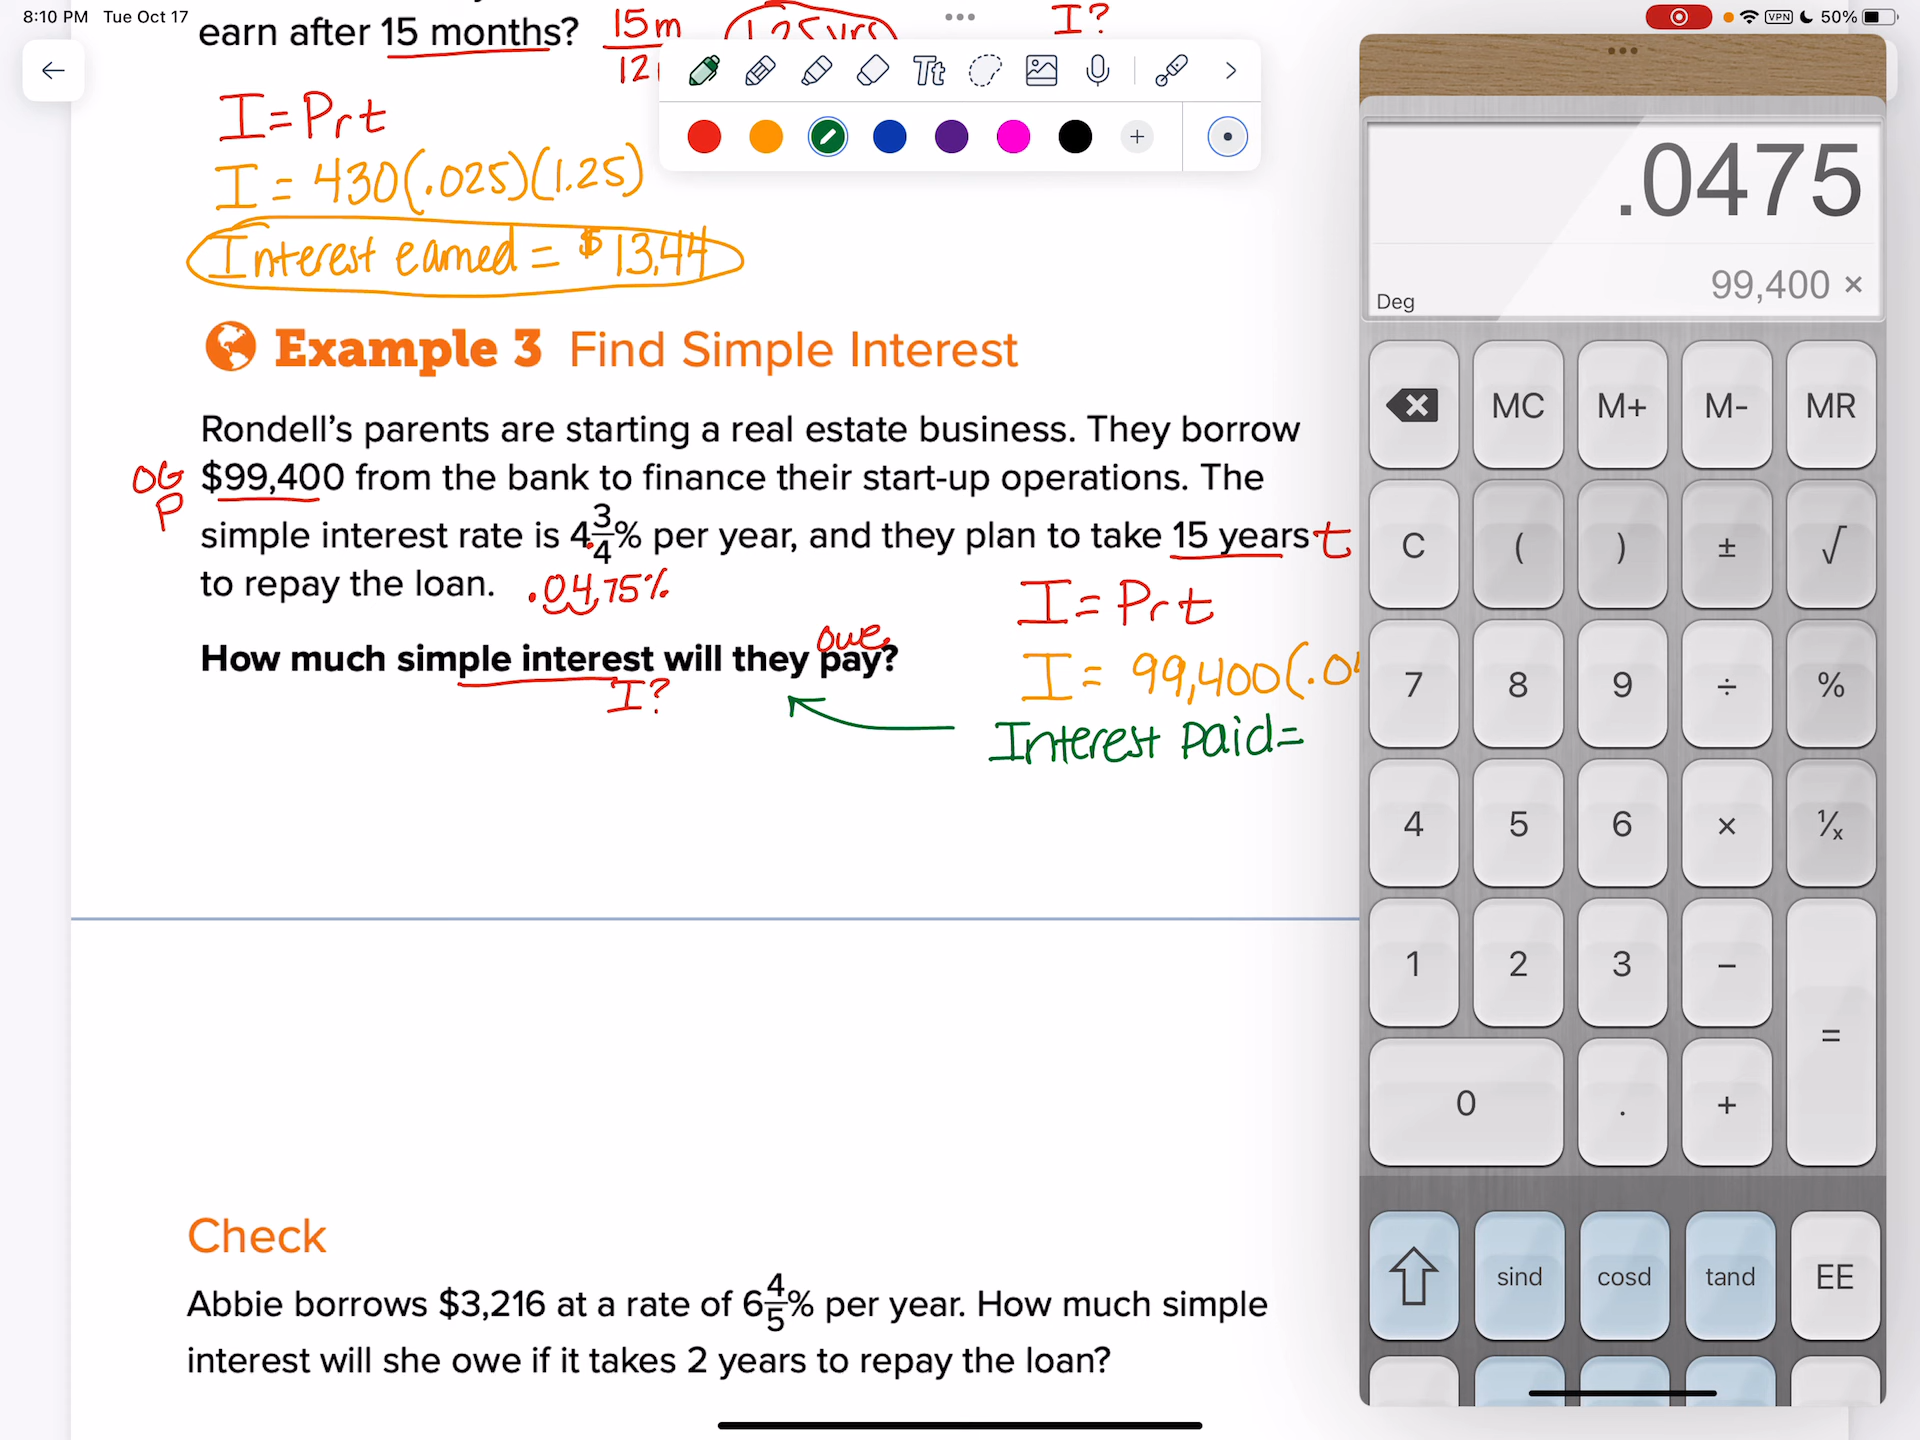 8:10 PM Tue Oct 17
VPN 50%
earn after 15 months? 15m
12
I?
I=Prt
I = 430(.025)(1.25)
Interest earned = $13.44
Example 3 Find Simple Interest
Rondell's parents are starting a real estate business. They borrow
OG $99,400 from the bank to finance their start-up operations. The
P
simple interest rate is 4 3/4% per year, and they plan to take 15 years t
to repay the loan. .04.75%
How much simple interest will they pay?
owe
I?
I=Prt
I= 99,400(.0
Interest paid=
Check
Abbie borrows $3,216 at a rate of 6 4/5% per year. How much simple
interest will she owe if it takes 2 years to repay the loan?
Tt
+
.0475
99,400 ×
Deg
MC M+ M- MR
C ( ) ± √
7 8 9 ÷ %
4 5 6 × 1/x
1 2 3 −
=
0 . +
sind cosd tand EE